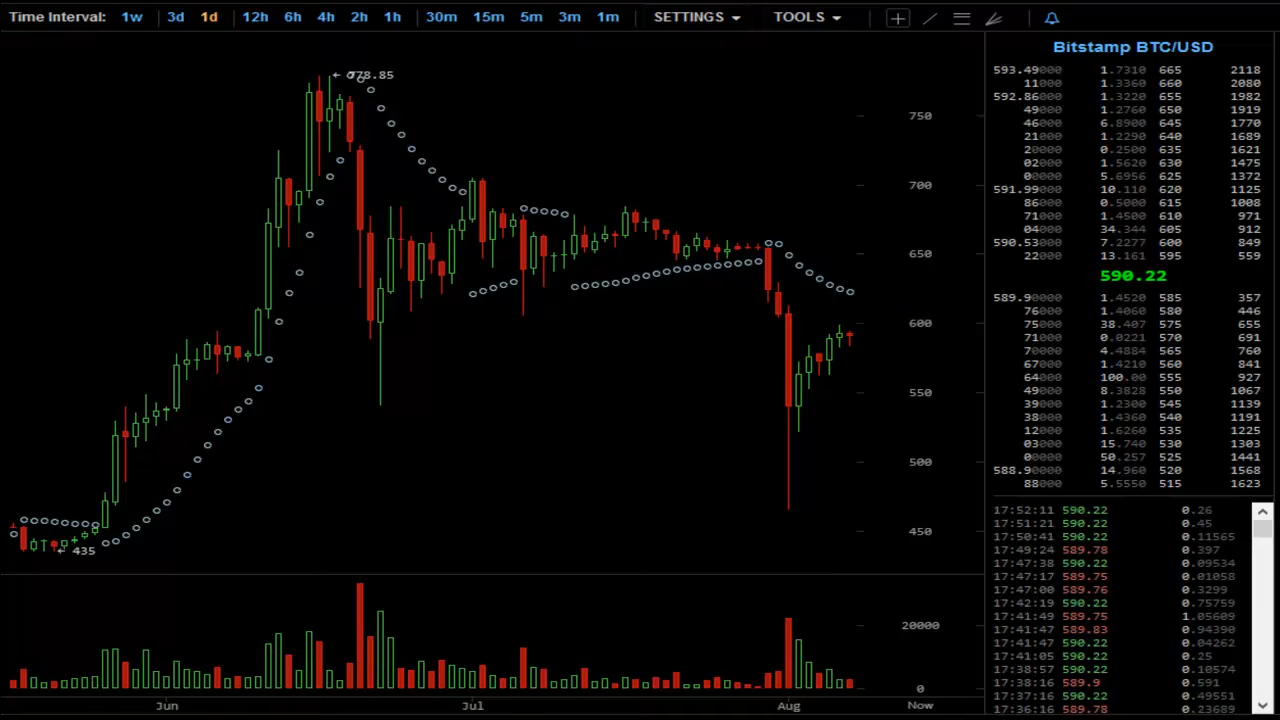 Time Interval: 1w 3d 1d 12h 6h 4h 2h 1h 30m 15m 5m 3m 1m SETTINGS TOOLS
Bitstamp BTC/USD
593.49000 1.7310 665 2118
11000 1.3360 660 2080
592.86000 1.3220 655 1982
49000 1.2760 650 1919
46000 6.8900 645 1770
21000 1.2290 640 1689
20000 0.2500 635 1621
02000 1.5620 630 1475
00000 5.6956 625 1372
591.99000 10.110 620 1125
86000 0.5000 615 1008
71000 1.4500 610 971
04000 34.344 605 912
590.53000 7.2277 600 849
22000 13.161 595 559
590.22
589.90000 1.4520 585 357
76000 1.4060 580 446
75000 38.407 575 655
71000 0.0221 570 691
70000 4.4884 565 760
67000 1.4210 560 841
64000 100.00 555 927
49000 8.3828 550 1067
39000 1.2300 545 1139
38000 1.4360 540 1191
12000 1.6260 535 1225
03000 15.740 530 1303
00000 50.257 525 1441
588.90000 14.960 520 1568
88000 5.5550 515 1623
17:52:11 590.22 0.26
17:51:21 590.22 0.45
17:50:41 590.22 0.11565
17:49:24 589.78 0.397
17:47:38 590.22 0.09534
17:47:17 589.75 0.01058
17:47:00 589.76 0.3299
17:42:19 590.22 0.75759
17:41:49 589.75 1.05609
17:41:47 589.83 0.94390
17:41:47 590.22 0.04262
17:41:05 590.22 0.25
17:38:57 590.22 0.10574
17:38:16 589.9 0.591
17:37:16 590.22 0.49551
17:36:16 589.78 0.23689
← 778.85
750
700
650
600
550
500
450
← 435
20000
0
Jun Jul Aug Now